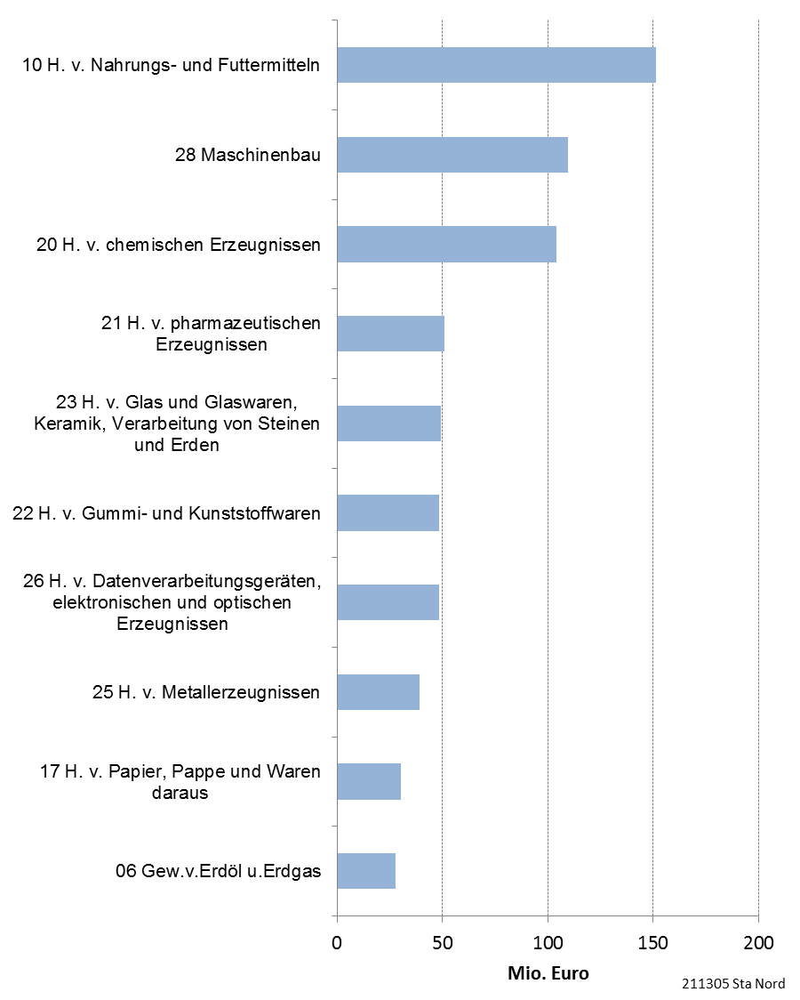 10 H. v. Nahrungs- und Futtermitteln
28 Maschinenbau
20 H. v. chemischen Erzeugnissen
21 H. v. pharmazeutischen
Erzeugnissen
23 H. v. Glas und Glaswaren,
Keramik, Verarbeitung von Steinen
und Erden
22 H. v. Gummi- und Kunststoffwaren
26 H. v. Datenverarbeitungsgeräten,
elektronischen und optischen
Erzeugnissen
25 H. v. Metallerzeugnissen
17 H. v. Papier, Pappe und Waren
daraus
06 Gew.v.Erdöl u.Erdgas
0 50 100 150 200
Mio. Euro
211305 Sta Nord